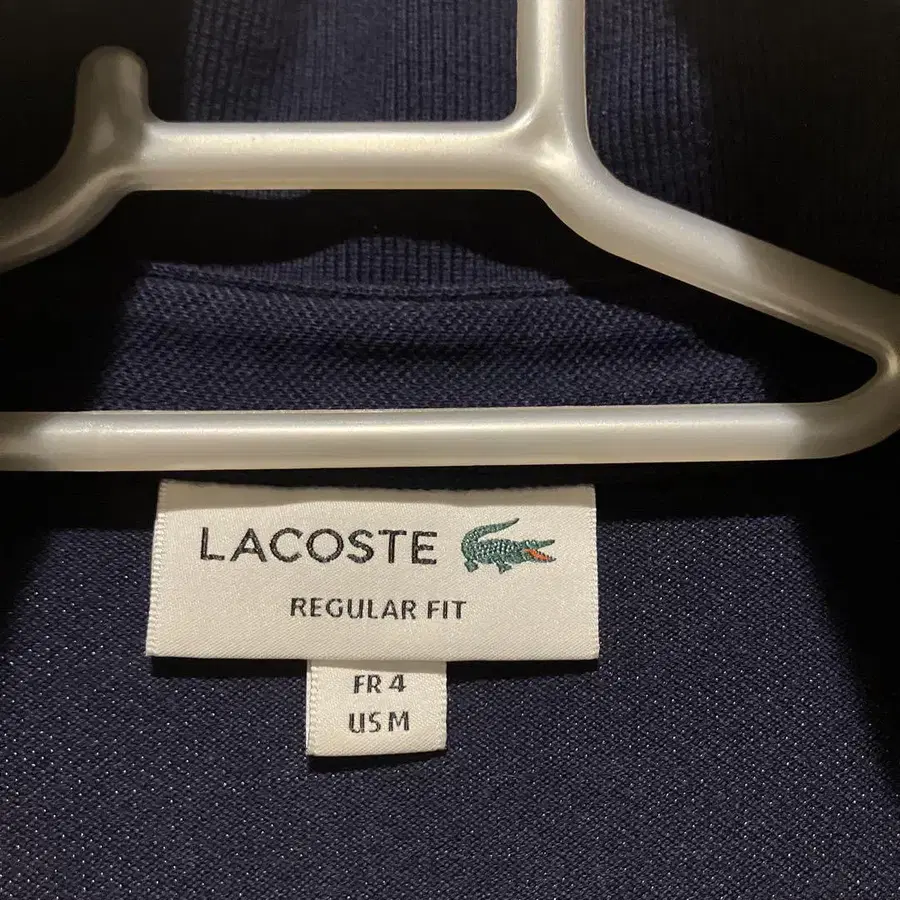 LACOSTE
REGULAR FIT
FR 4
US M